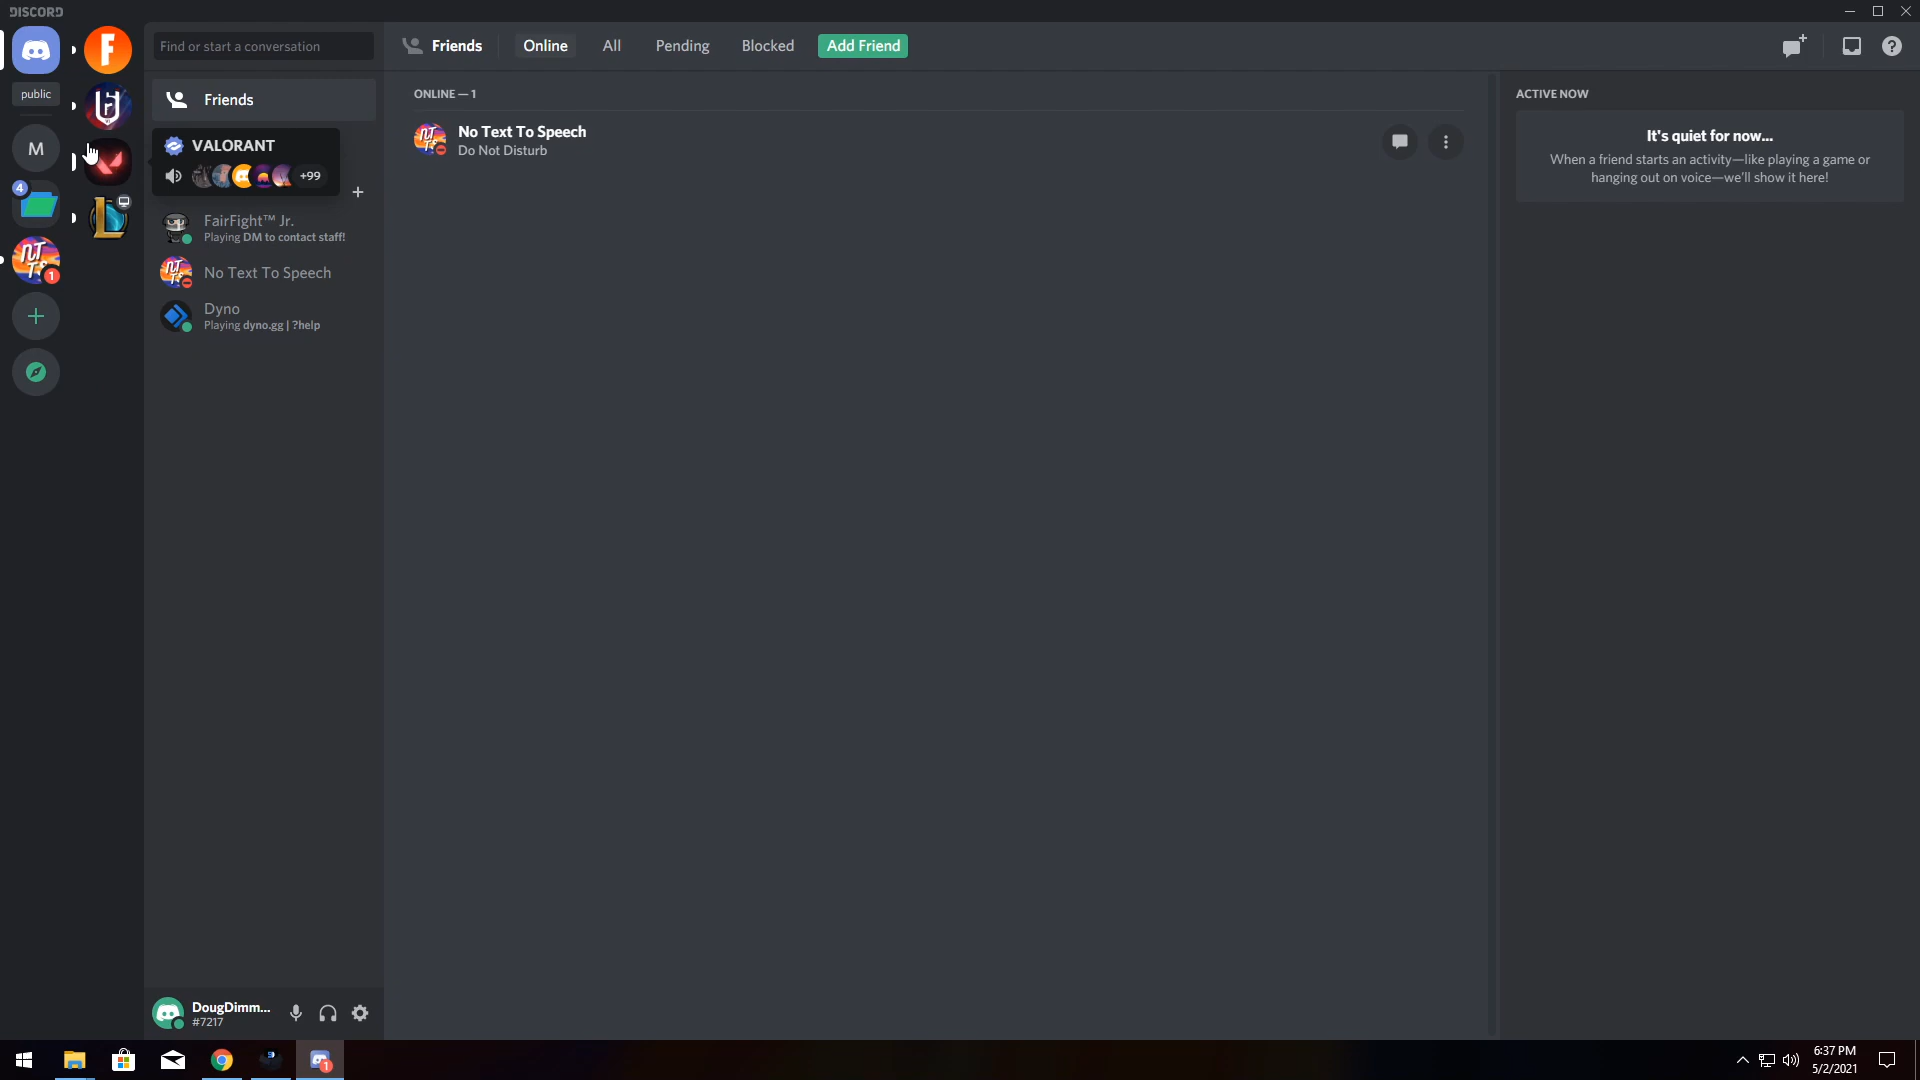 DISCORD
public
M
4
1
Find or start a conversation
Friends
VALORANT
+99
FairFight™ Jr.
Playing DM to contact staff!
No Text To Speech
Dyno
Playing dyno.gg | ?help
DougDimm...
#7217
Friends
Online
All
Pending
Blocked
Add Friend
ONLINE — 1
No Text To Speech
Do Not Disturb
ACTIVE NOW
It's quiet for now...
When a friend starts an activity—like playing a game or
hanging out on voice—we'll show it here!
6:37 PM
5/2/2021